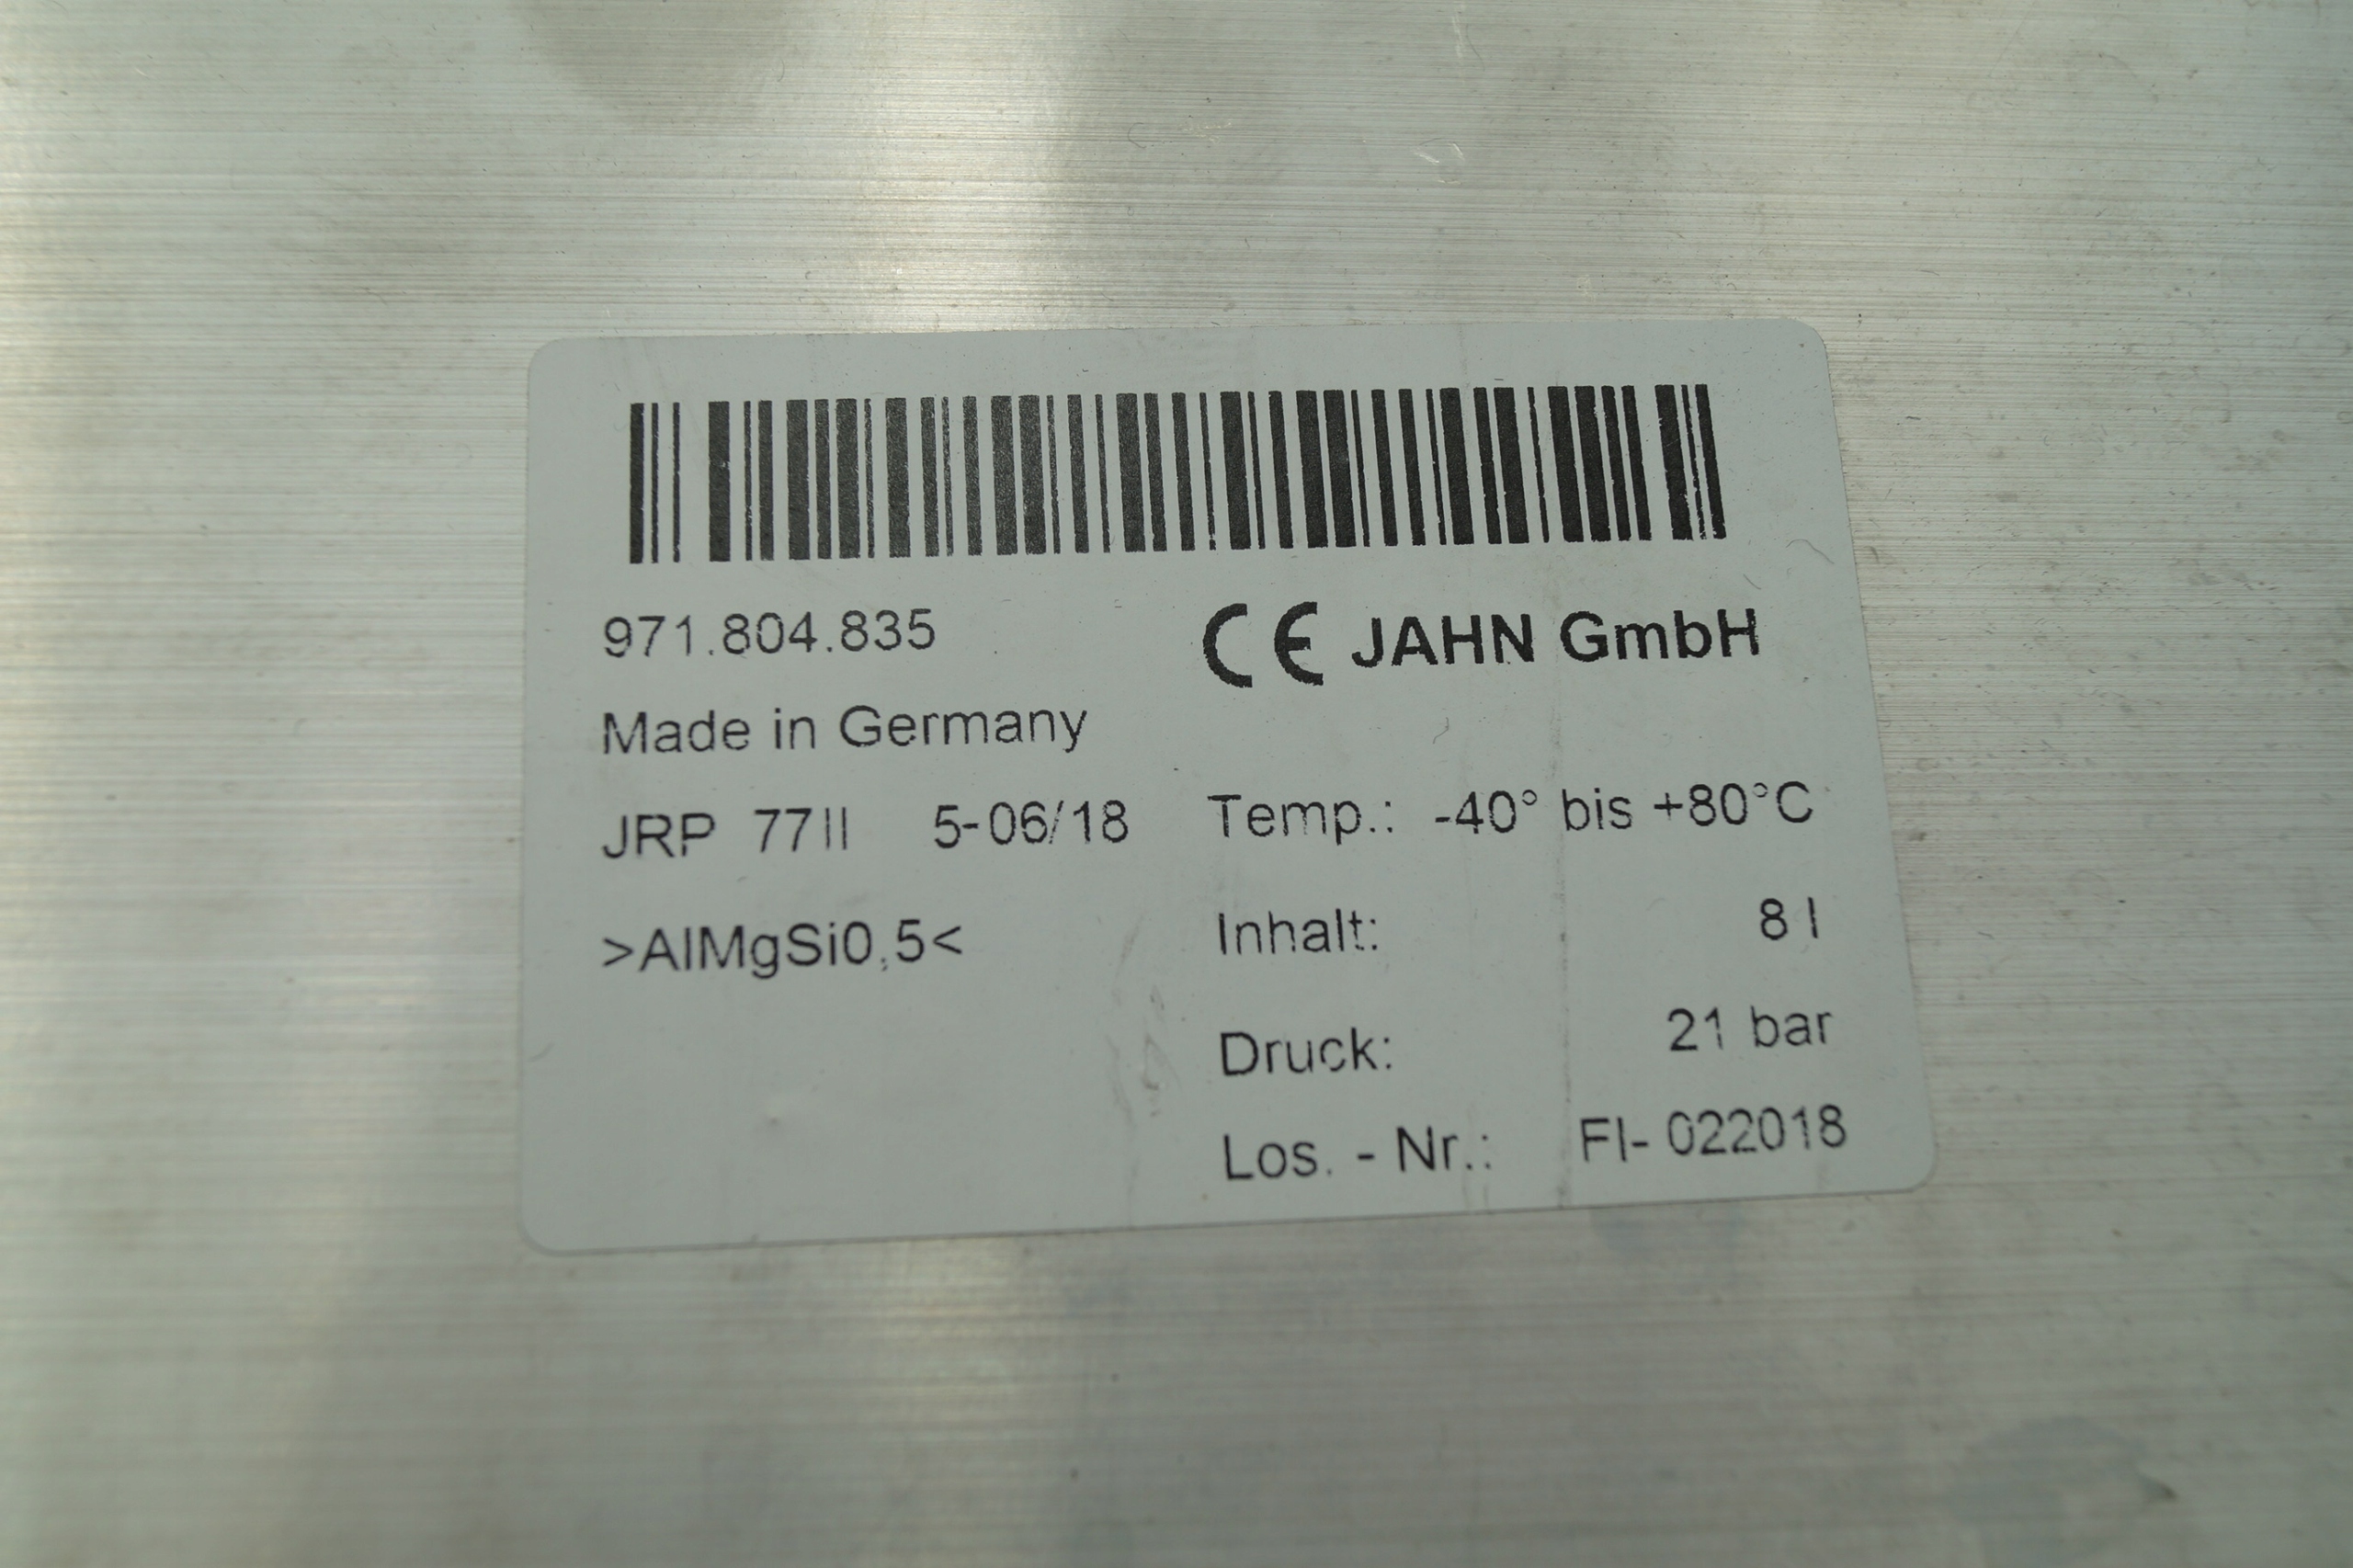 971.804.835
CE JAHN GmbH
Made in Germany
JRP 77II 5-06/18
>AlMgSi0,5<
Temp.: -40° bis +80°C
Inhalt: 8 l
Druck: 21 bar
Los. - Nr.: FI- 022018